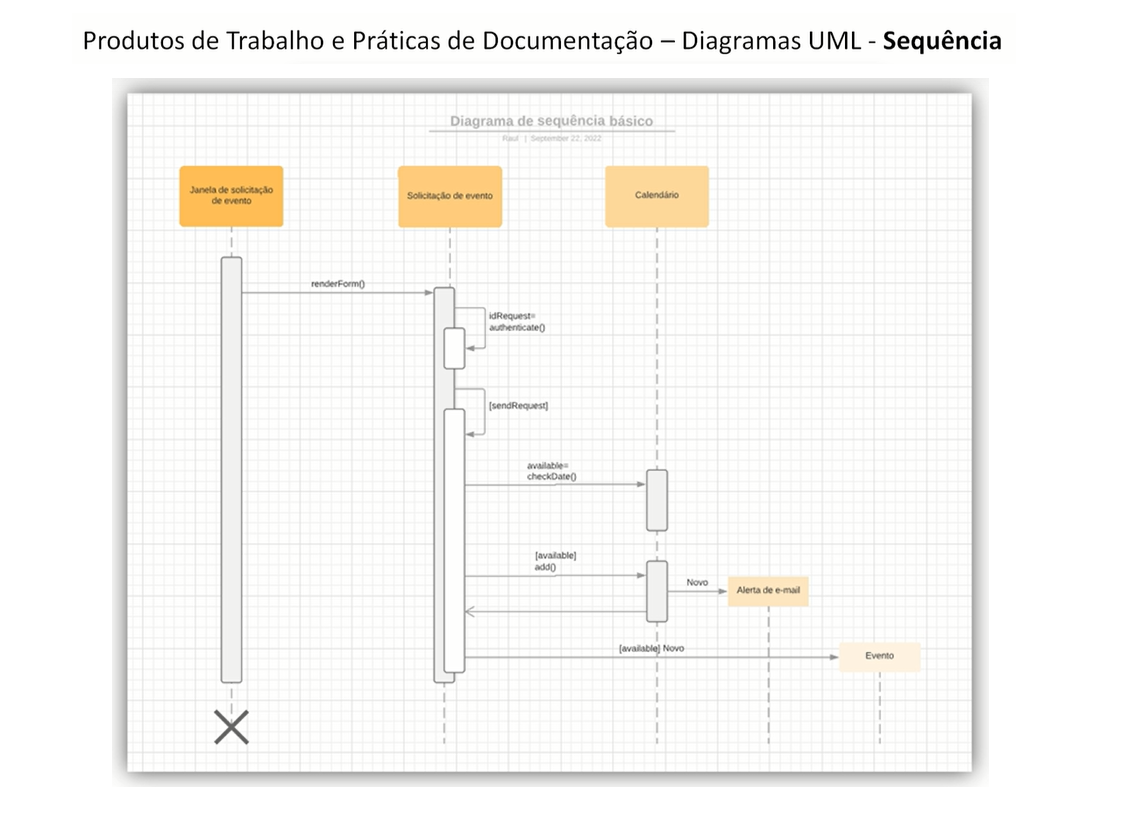 Produtos de Trabalho e Práticas de Documentação – Diagramas UML - Sequência
Diagrama de sequência básico
Raul | September 22, 2022
Janela de solicitação
de evento
Solicitação de evento
Calendário
renderForm()
idRequest=
authenticate()
[sendRequest]
available=
checkDate()
[available]
add()
Novo
Alerta de e-mail
[available] Novo
Evento